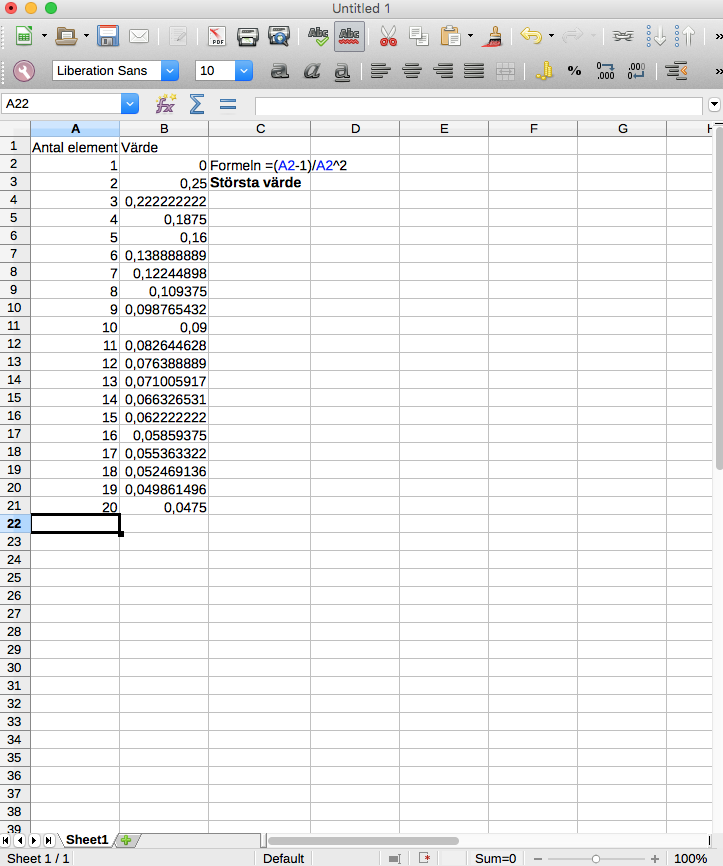 Untitled 1
PDF Abc Abc »
Liberation Sans 10 a a a % .000 .000 »
A22 fx Σ =
A B C D E F G H
1 Antal element Värde
2 1 0 Formeln =(A2-1)/A2^2
3 2 0,25 Största värde
4 3 0,222222222
5 4 0,1875
6 5 0,16
7 6 0,138888889
8 7 0,12244898
9 8 0,109375
10 9 0,098765432
11 10 0,09
12 11 0,082644628
13 12 0,076388889
14 13 0,071005917
15 14 0,066326531
16 15 0,062222222
17 16 0,05859375
18 17 0,055363322
19 18 0,052469136
20 19 0,049861496
21 20 0,0475
22
23
24
25
26
27
28
29
30
31
32
33
34
35
36
37
38
39
Sheet1
Sheet 1 / 1 Default Sum=0 100%